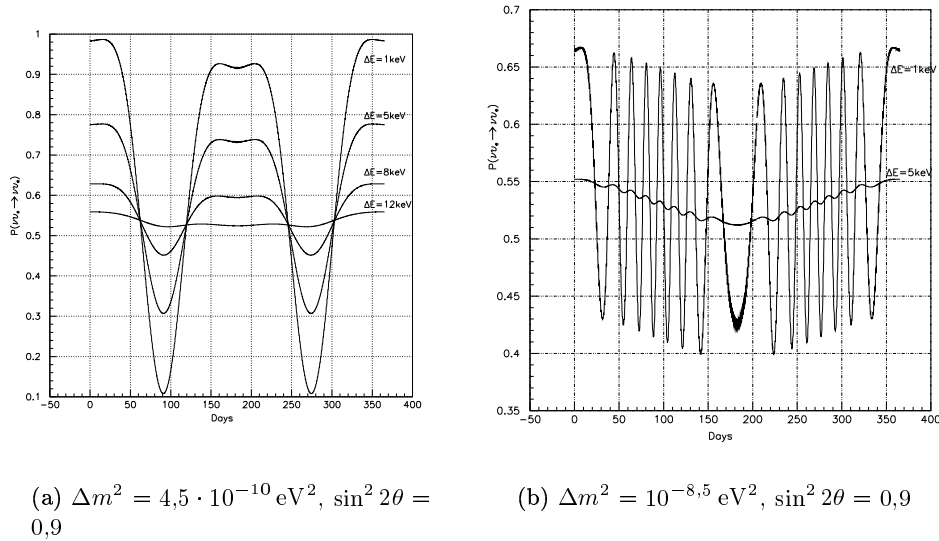 1
0.9
0.8
0.7
0.6
0.5
0.4
0.3
0.2
0.1
-50 0 50 100 150 200 250 300 350 400
Days
P(νυₑ → νυₑ)
ΔE=1keV
ΔE=5keV
ΔE=8keV
ΔE=12keV
(a) Δm² = 4,5 · 10⁻¹⁰ eV², sin² 2θ =
0,9
0.7
0.65
0.6
0.55
0.5
0.45
0.4
0.35
-50 0 50 100 150 200 250 300 350 400
Days
P(νυₑ → νυₑ)
ΔE=1keV
ΔE=5keV
(b) Δm² = 10⁻⁸,⁵ eV², sin² 2θ = 0,9